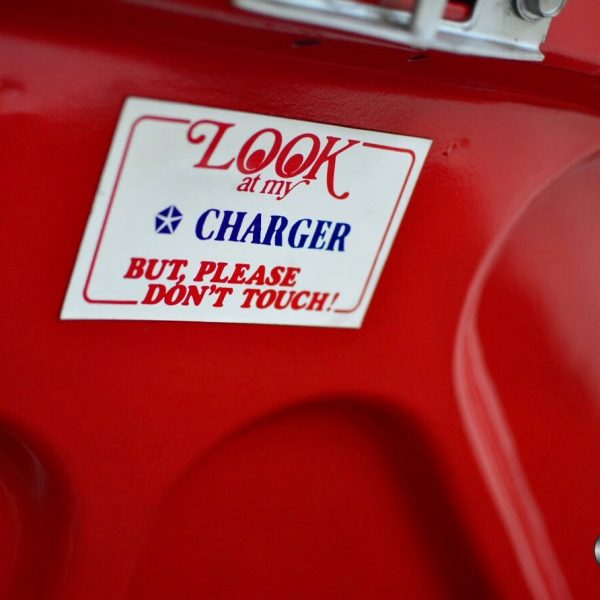 LOOK
at my
CHARGER
BUT, PLEASE
DON'T TOUCH!